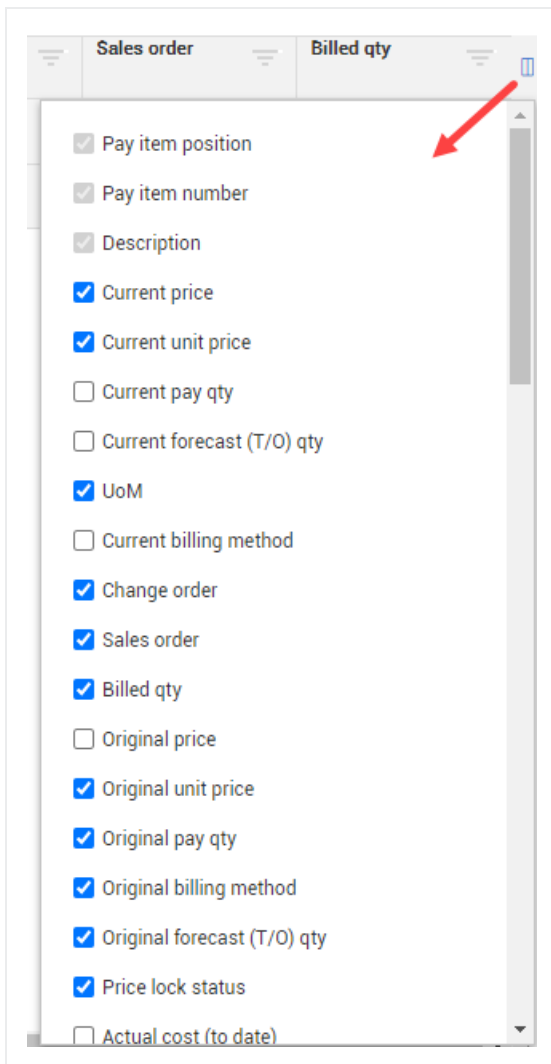 Sales order Billed qty
Pay item position
Pay item number
Description
Current price
Current unit price
Current pay qty
Current forecast (T/O) qty
UoM
Current billing method
Change order
Sales order
Billed qty
Original price
Original unit price
Original pay qty
Original billing method
Original forecast (T/O) qty
Price lock status
Actual cost (to date)